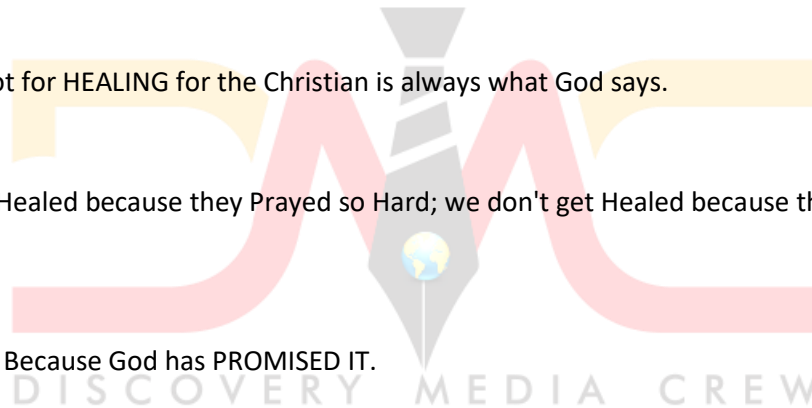 ot for HEALING for the Christian is always what God says.
Healed because they Prayed so Hard; we don't get Healed because th
Because God has PROMISED IT.
DMC
DISCOVERY MEDIA CREW